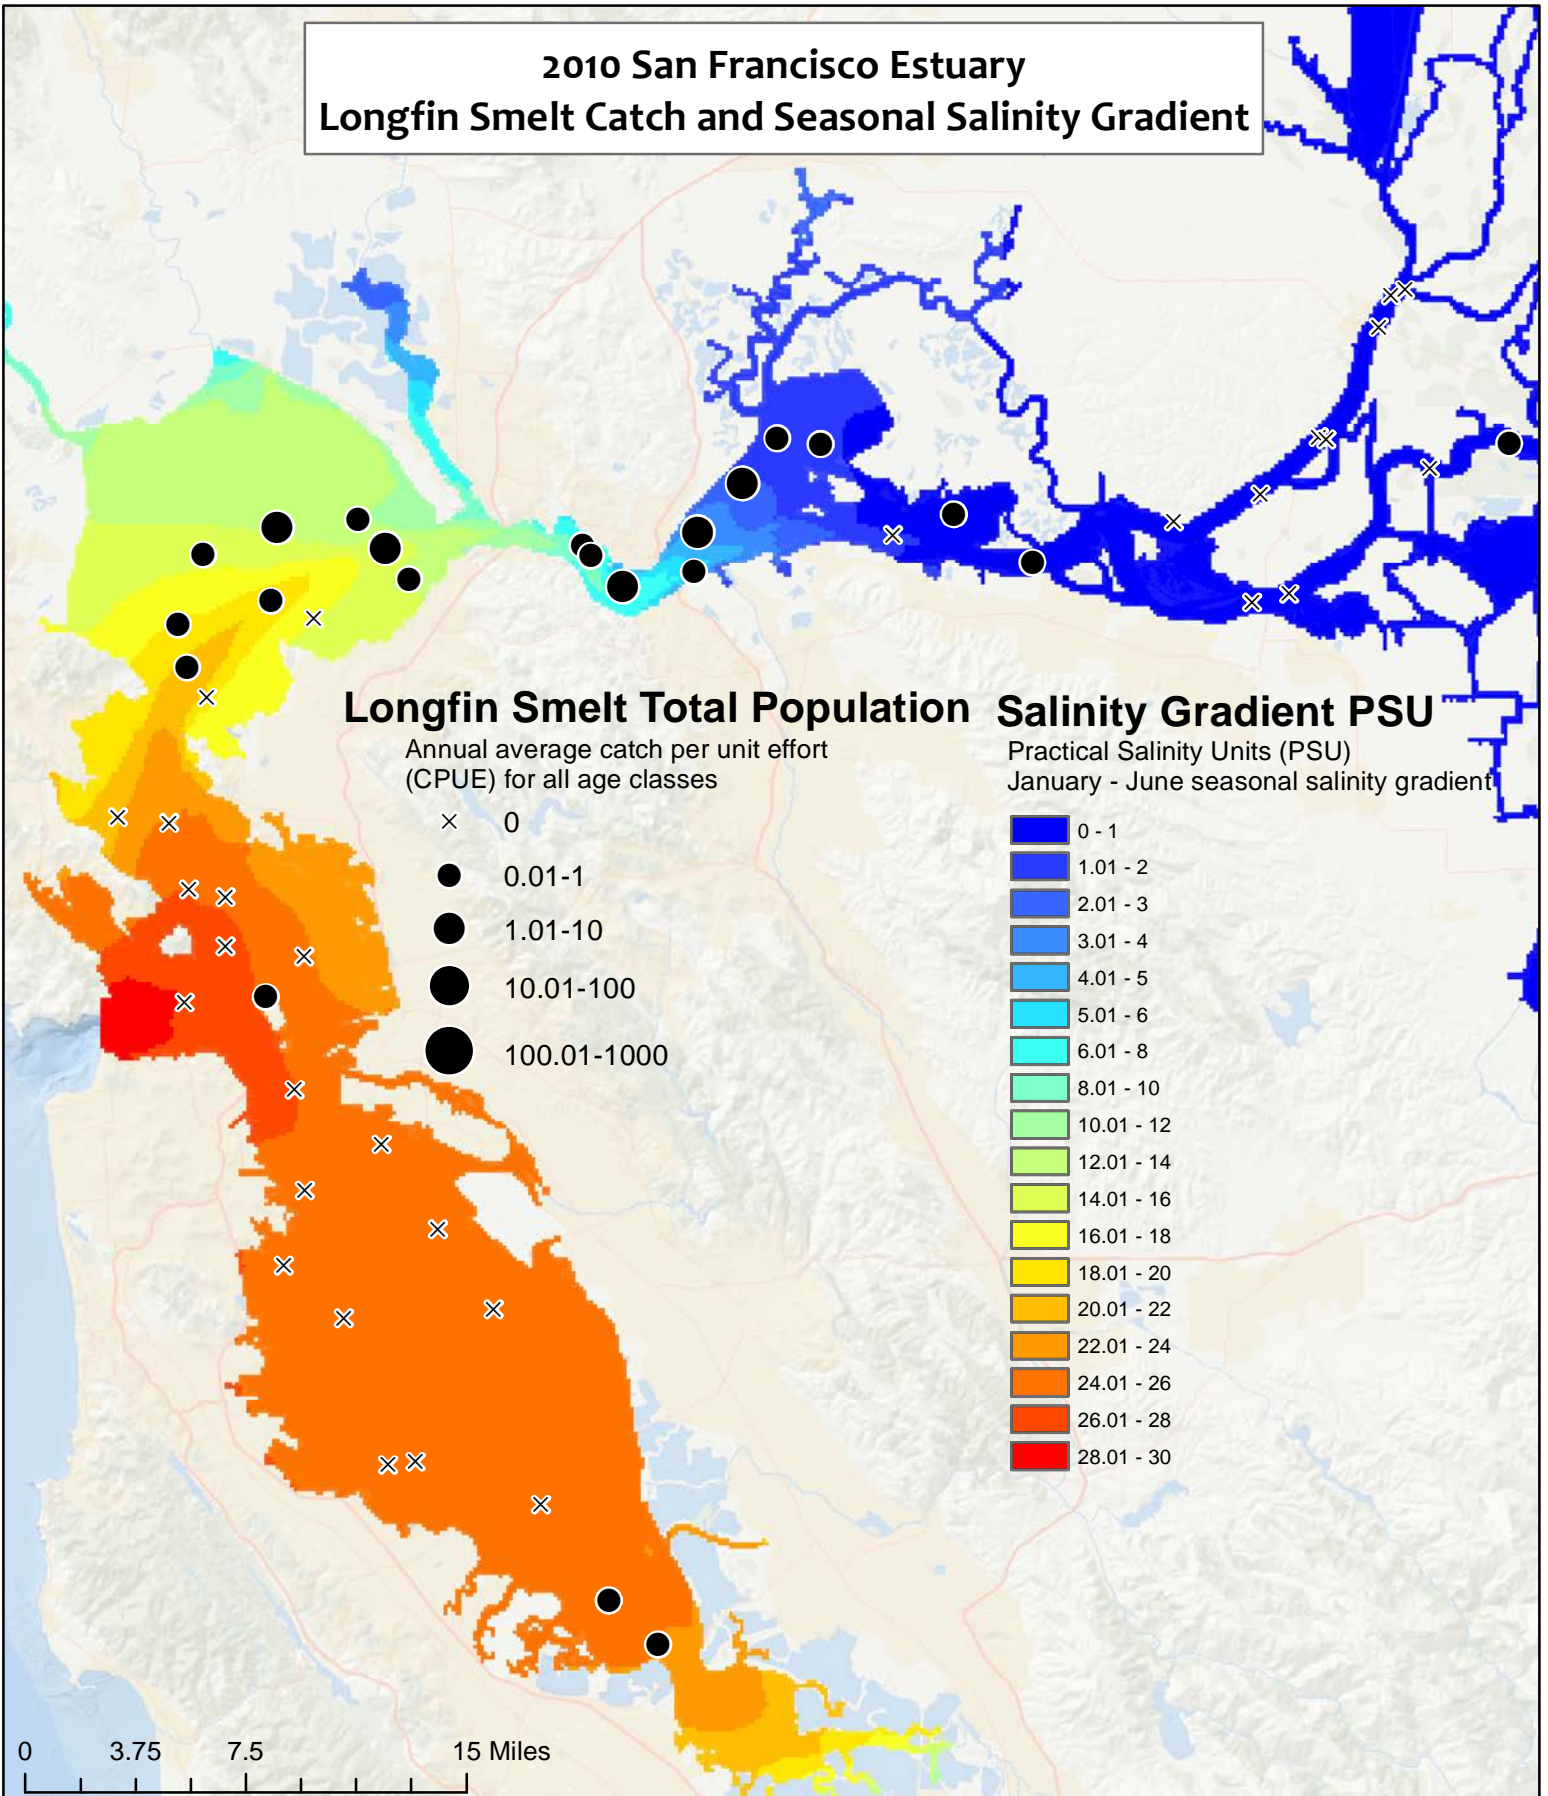 2010 San Francisco Estuary
Longfin Smelt Catch and Seasonal Salinity Gradient
Longfin Smelt Total Population
Annual average catch per unit effort
(CPUE) for all age classes
0
0.01-1
1.01-10
10.01-100
100.01-1000
Salinity Gradient PSU
Practical Salinity Units (PSU)
January - June seasonal salinity gradient
0 - 1
1.01 - 2
2.01 - 3
3.01 - 4
4.01 - 5
5.01 - 6
6.01 - 8
8.01 - 10
10.01 - 12
12.01 - 14
14.01 - 16
16.01 - 18
18.01 - 20
20.01 - 22
22.01 - 24
24.01 - 26
26.01 - 28
28.01 - 30
0 3.75 7.5 15 Miles